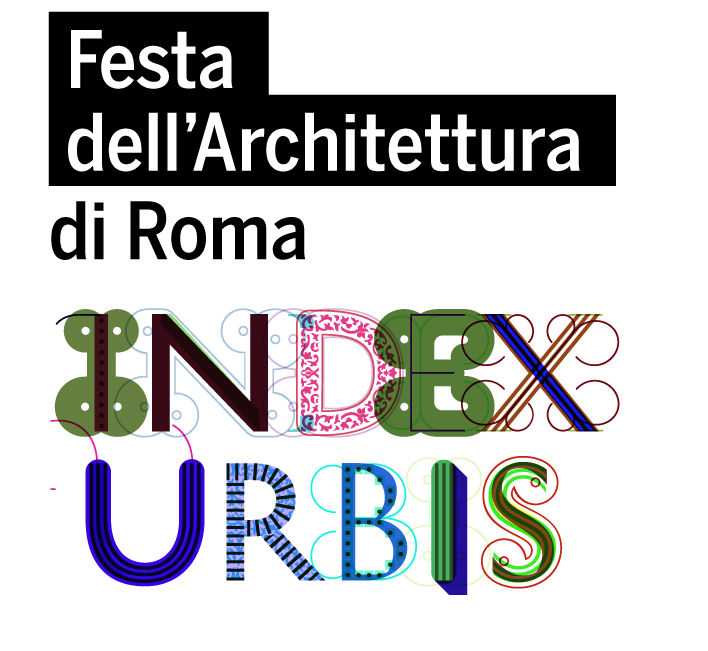 Festa
dell’Architettura
di Roma
INDEX
URBIS